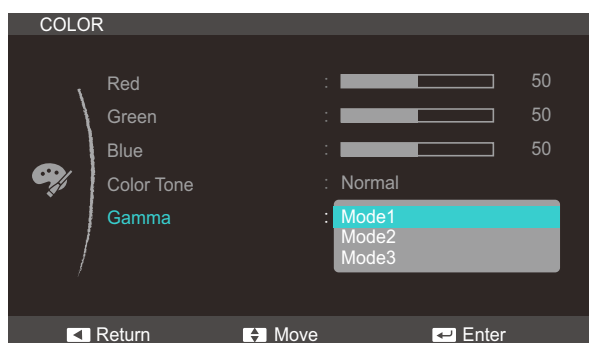 COLOR
Red : 50
Green : 50
Blue : 50
Color Tone : Normal
Gamma : Mode1
Mode2
Mode3
Return Move Enter